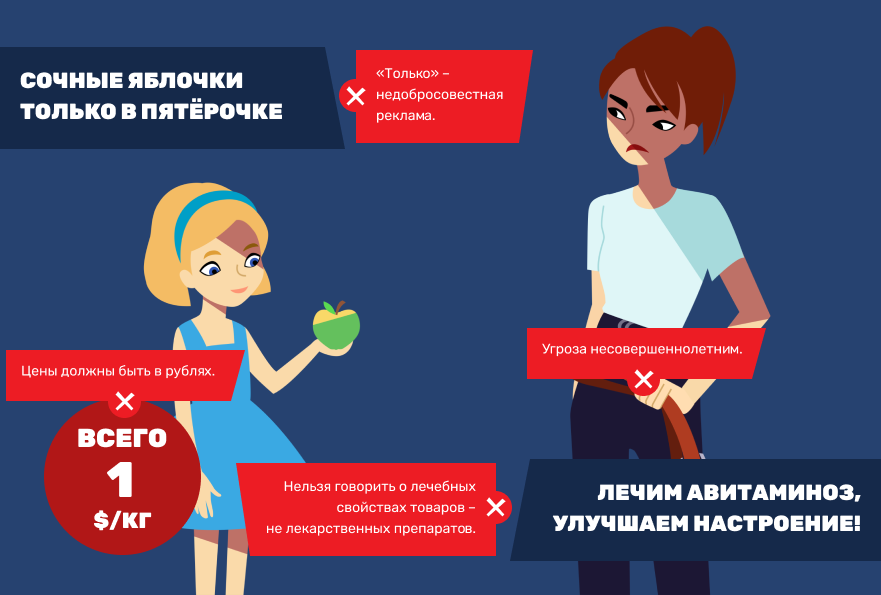 СОЧНЫЕ ЯБЛОЧКИ
ТОЛЬКО В ПЯТЁРОЧКЕ
«Только» –
недобросовестная
реклама.
Угроза несовершеннолетним.
Цены должны быть в рублях.
ВСЕГО
1
$/КГ
Нельзя говорить о лечебных
свойствах товаров –
не лекарственных препаратов.
ЛЕЧИМ АВИТАМИНОЗ,
УЛУЧШАЕМ НАСТРОЕНИЕ!